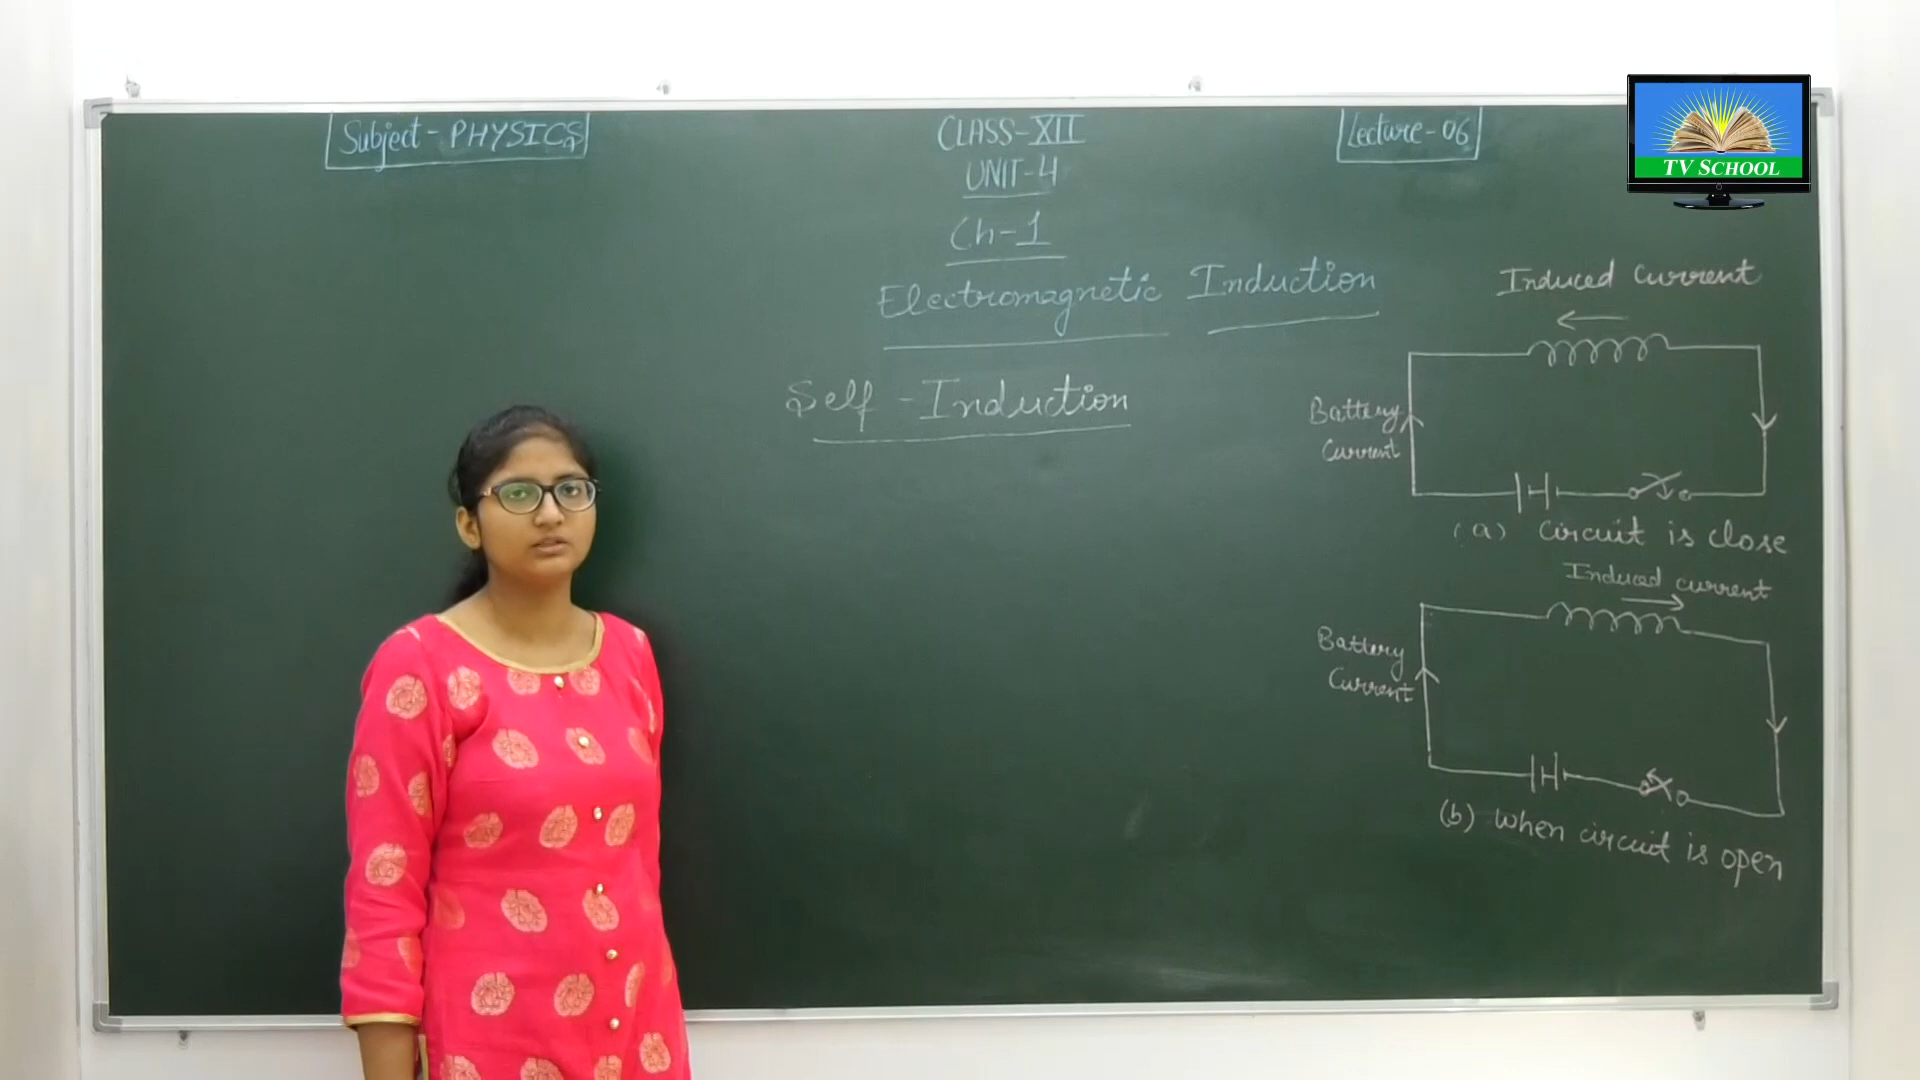 Subject - PHYSICS
CLASS-XII
UNIT-4
Ch-1
Electromagnetic Induction
Self-Induction
Lecture-06
TV SCHOOL
Induced Current
Battery
Current
(a) circuit is close
Induced current
Battery
Current
(b) When circuit is open